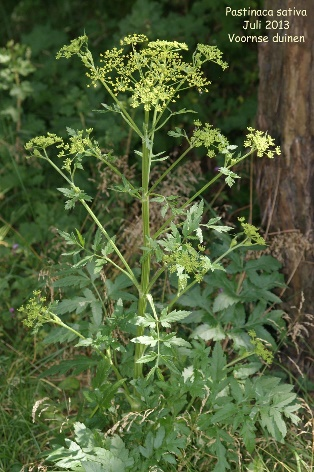 Pastinaca sativa
Juli 2013
Voornse duinen